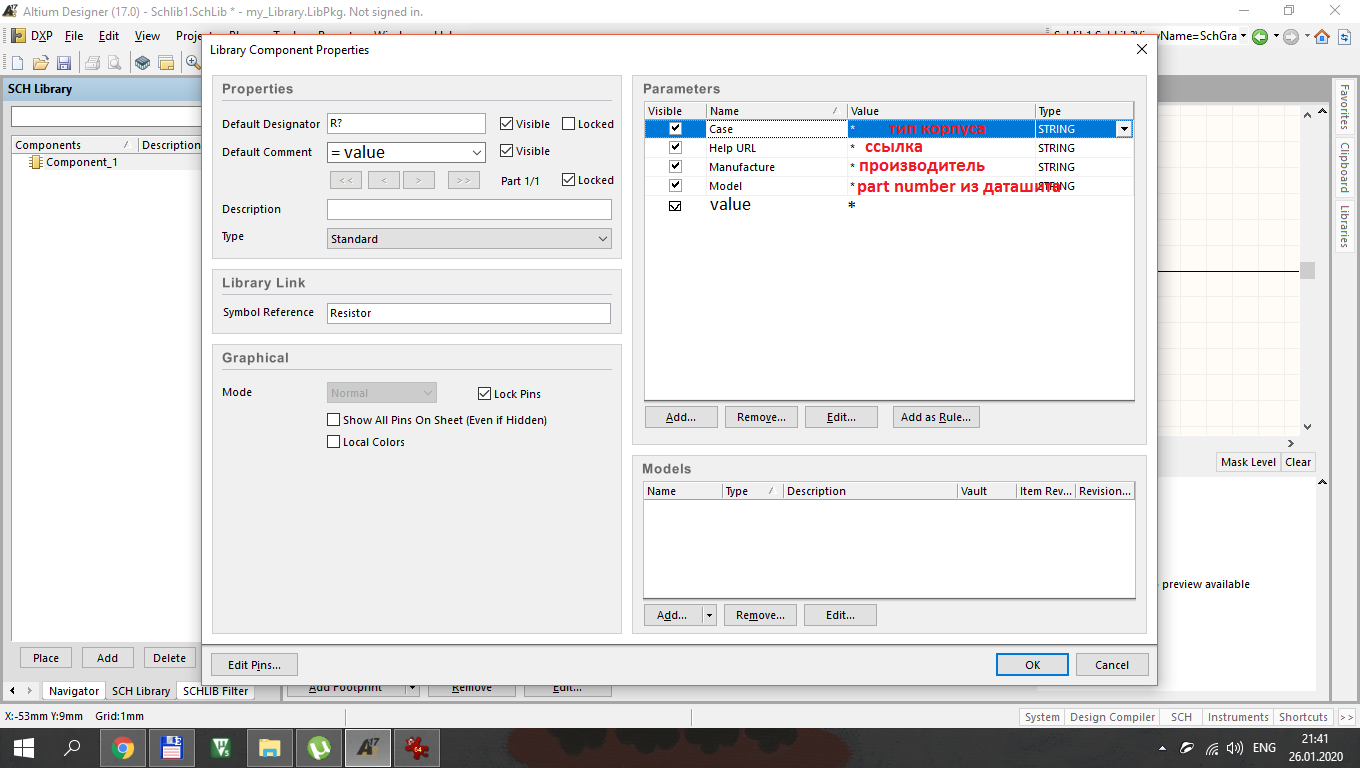 Altium Designer (17.0) - Schlib1.SchLib * - my_Library.LibPkg. Not signed in.
DXP File Edit View
Library Component Properties
SCH Library
Components / Description
Component_1
Place Add Delete
Navigator SCH Library SCHLIB Filter
Properties
Default Designator R? Visible Locked
Default Comment = value Visible
<< < > >> Part 1/1 Locked
Description
Type Standard
Library Link
Symbol Reference Resistor
Graphical
Mode Normal Lock Pins
Show All Pins On Sheet (Even if Hidden)
Local Colors
Parameters
Visible Name / Value Type
Case * тип корпуса STRING
Help URL * ссылка STRING
Manufacture * производитель STRING
Model * part number из даташита STRING
value *
Add... Remove... Edit... Add as Rule...
Models
Name Type / Description Vault Item Rev... Revision...
Add... Remove... Edit...
Edit Pins... OK Cancel
Favorites
Clipboard
Libraries
Mask Level Clear
preview available
Add Footprint Remove Edit...
X:-53mm Y:9mm Grid:1mm
System Design Compiler SCH Instruments Shortcuts >>
64
ENG
21:41
26.01.2020